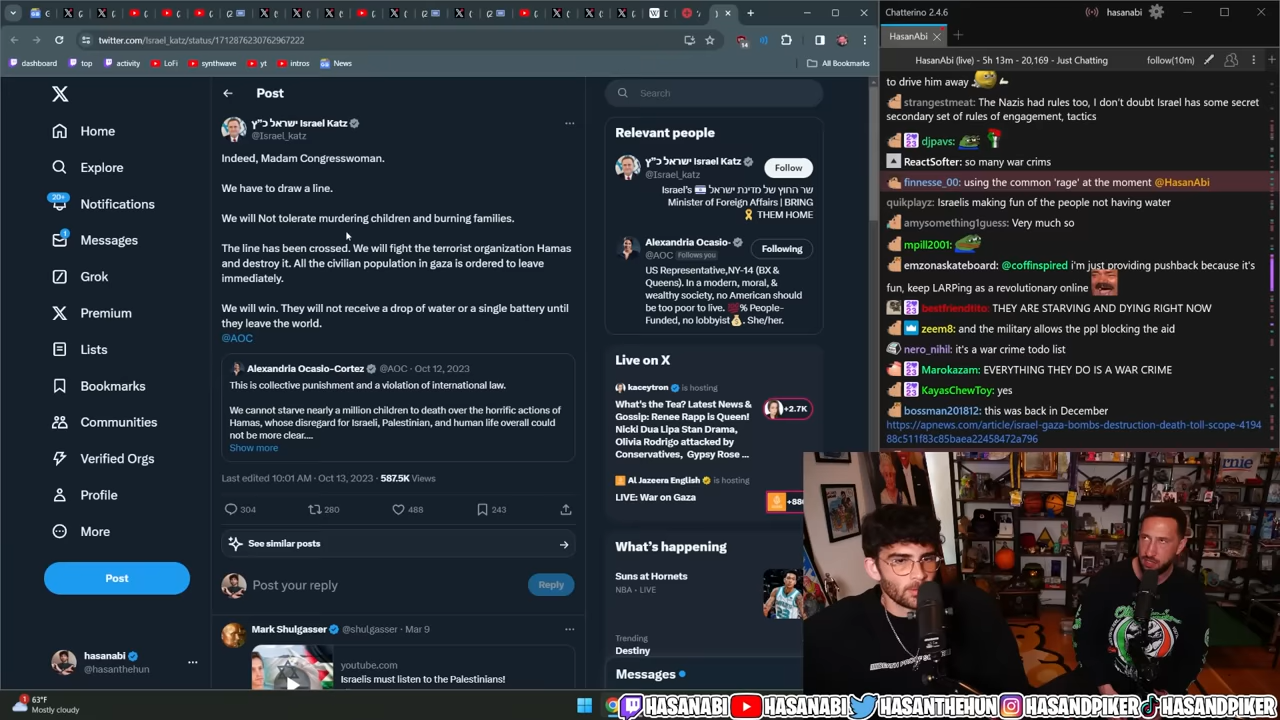 twitter.com/Israel_katz/status/1712876230762967222
dashboard
top
activity
LoFi
synthwave
yt
intros
News
All Bookmarks
Home
Explore
20+
Notifications
1
Messages
Grok
Premium
Lists
Bookmarks
Communities
Verified Orgs
Profile
More
Post
hasanabi
@hasanthehun
Post
ישראל כ”ץ Israel Katz
@Israel_katz
Indeed, Madam Congresswoman.
We have to draw a line.
We will Not tolerate murdering children and burning families.
The line has been crossed. We will fight the terrorist organization Hamas
and destroy it. All the civilian population in gaza is ordered to leave
immediately.
We will win. They will not receive a drop of water or a single battery until
they leave the world.
@AOC
Alexandria Ocasio-Cortez @AOC · Oct 12, 2023
This is collective punishment and a violation of international law.
We cannot starve nearly a million children to death over the horrific actions of
Hamas, whose disregard for Israeli, Palestinian, and human life overall could
not be more clear....
Show more
Last edited 10:01 AM · Oct 13, 2023 · 587.5K Views
304
280
488
243
See similar posts
Post your reply
Reply
Mark Shulgasser @shulgasser · Mar 9
youtube.com
Israelis must listen to the Palestinians!
Search
Relevant people
ישראל כ”ץ Israel Katz
@Israel_katz
Follow
שר החוץ של מדינת ישראל Israel’s
Minister of Foreign Affairs | BRING
THEM HOME
Alexandria Ocasio-
@AOC Follows you
Following
US Representative,NY-14 (BX &
Queens). In a modern, moral, &
wealthy society, no American should
be too poor to live. % People-
Funded, no lobbyist. She/her.
Live on X
kaceytron is hosting
What’s the Tea? Latest News &
Gossip: Renee Rapp is Queen!
Nicki Dua Lipa Stan Drama,
Olivia Rodrigo attacked by
Conservatives, Gypsy Rose ...
+2.7K
Al Jazeera English is hosting
LIVE: War on Gaza
What’s happening
Suns at Hornets
NBA - LIVE
Trending
Destiny
Messages
Chatterino 2.4.6
hasanabi
HasanAbi
HasanAbi (live) - 5h 13m - 20,169 - Just Chatting
follow(10m)
to drive him away
strangestmeat: The Nazis had rules too, I don’t doubt Israel has some secret
secondary set of rules of engagement, tactics
djpavs:
ReactSofter: so many war crims
finnesse_00: using the common 'rage' at the moment @HasanAbi
quikplayz: Israelis making fun of the people not having water
amysomething1guess: Very much so
mpill2001:
emzonaskateboard: @coffinspired i'm just providing pushback because it's
fun, keep LARPing as a revolutionary online
bestfriendtito: THEY ARE STARVING AND DYING RIGHT NOW
zeem8: and the military allows the ppl blocking the aid
nero_nihil: it's a war crime todo list
Marokazam: EVERYTHING THEY DO IS A WAR CRIME
KayasChewToy: yes
bossman201812: this was back in December
https://apnews.com/article/israel-gaza-bombs-destruction-death-toll-scope-4194
88c511f83c85baea22458472a796
63°F
Mostly cloudy
HASANABI
HASANABI
HASANTHEHUN
HASANDPIKER
HASANDPIKER